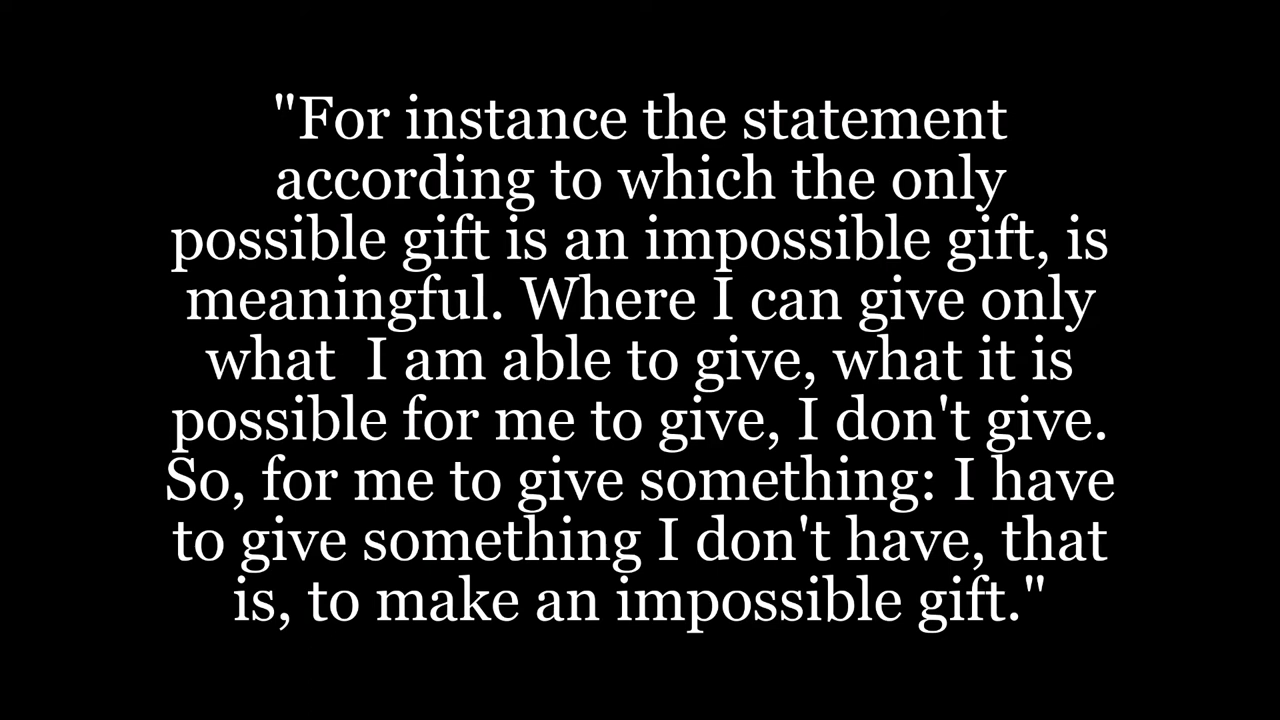 "For instance the statement
according to which the only
possible gift is an impossible gift, is
meaningful. Where I can give only
what  I am able to give, what it is
possible for me to give, I don't give.
So, for me to give something: I have
to give something I don't have, that
is, to make an impossible gift."